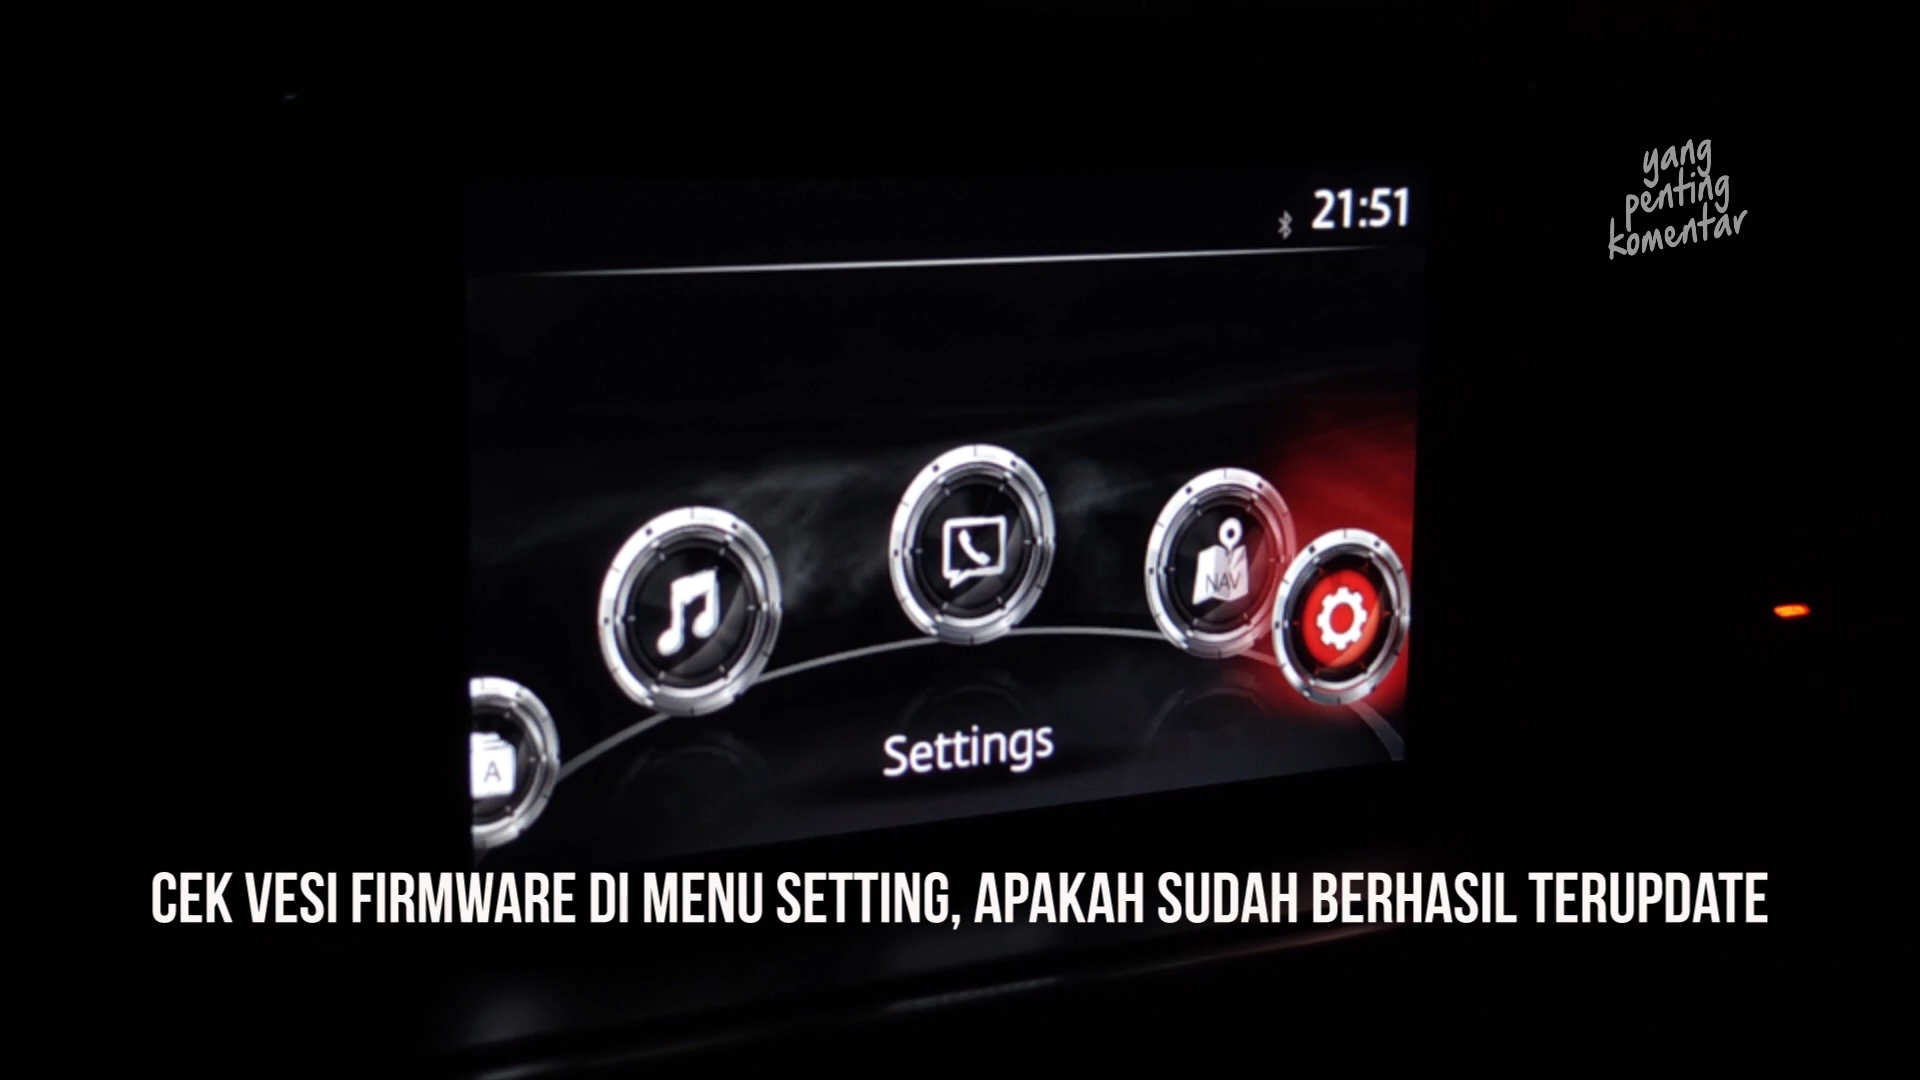 yang
penting
komentar
21:51
NAV
A
Settings
CEK VESI FIRMWARE DI MENU SETTING, APAKAH SUDAH BERHASIL TERUPDATE